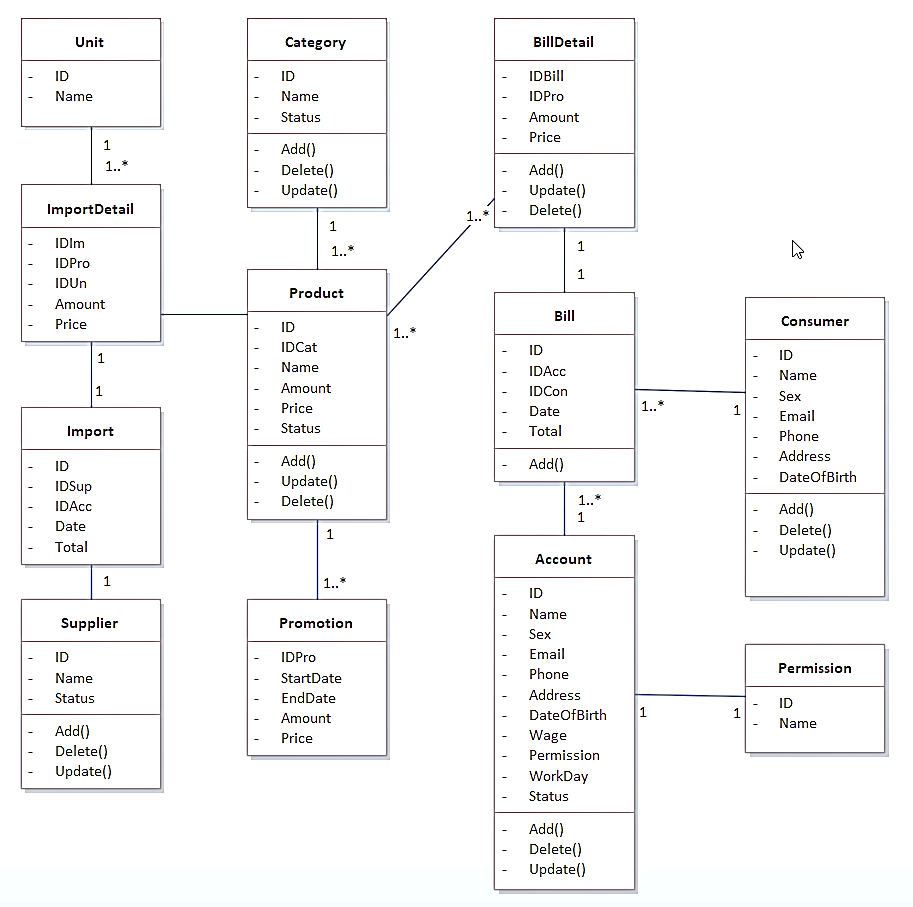 Unit
- ID
- Name
1
1..*
ImportDetail
- IDIm
- IDPro
- IDUn
- Amount
- Price
1
1
Import
- ID
- IDSup
- IDAcc
- Date
- Total
1
Supplier
- ID
- Name
- Status
- Add()
- Delete()
- Update()
Category
- ID
- Name
- Status
- Add()
- Delete()
- Update()
1
1..*
Product
- ID
- IDCat
- Name
- Amount
- Price
- Status
- Add()
- Update()
- Delete()
1
1..*
Promotion
- IDPro
- StartDate
- EndDate
- Amount
- Price
1..*
1..*
BillDetail
- IDBill
- IDPro
- Amount
- Price
- Add()
- Update()
- Delete()
1
1
Bill
- ID
- IDAcc
- IDCon
- Date
- Total
- Add()
1..*
1
1..*
1
Account
- ID
- Name
- Sex
- Email
- Phone
- Address
- DateOfBirth
- Wage
- Permission
- WorkDay
- Status
- Add()
- Delete()
- Update()
1
1
Consumer
- ID
- Name
- Sex
- Email
- Phone
- Address
- DateOfBirth
- Add()
- Delete()
- Update()
Permission
- ID
- Name